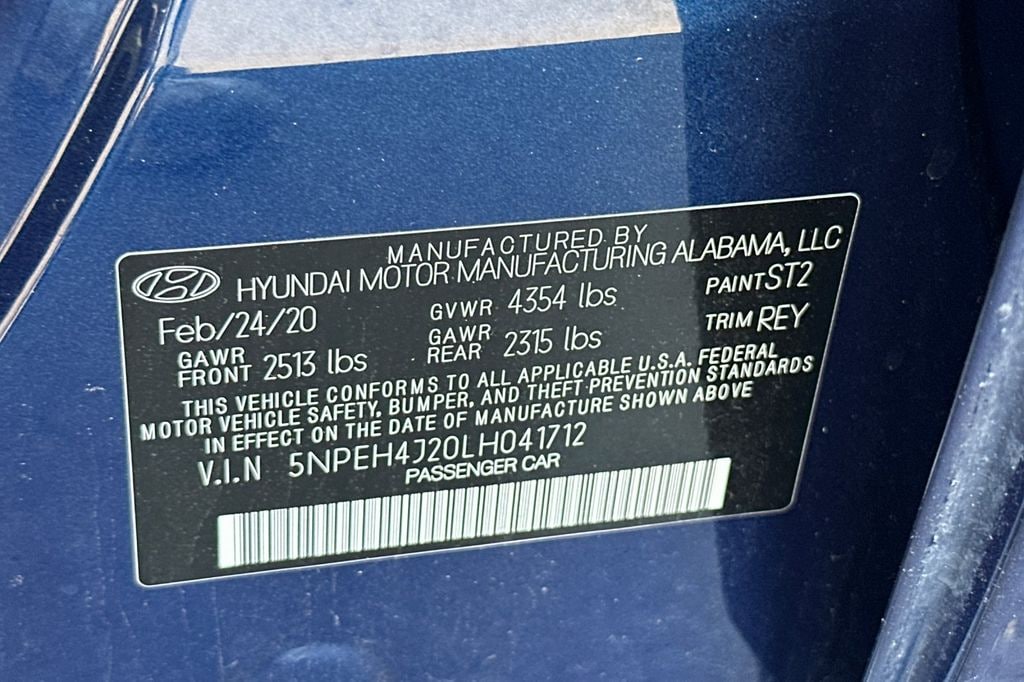 MANUFACTURED BY
HYUNDAI MOTOR MANUFACTURING ALABAMA, LLC
Feb/24/20 GVWR 4354 lbs PAINT ST2
GAWR FRONT 2513 lbs GAWR REAR 2315 lbs TRIM REY
THIS VEHICLE CONFORMS TO ALL APPLICABLE U.S.A. FEDERAL
MOTOR VEHICLE SAFETY, BUMPER, AND THEFT PREVENTION STANDARDS
IN EFFECT ON THE DATE OF MANUFACTURE SHOWN ABOVE
V.I.N 5NPEH4J20LH041712
PASSENGER CAR